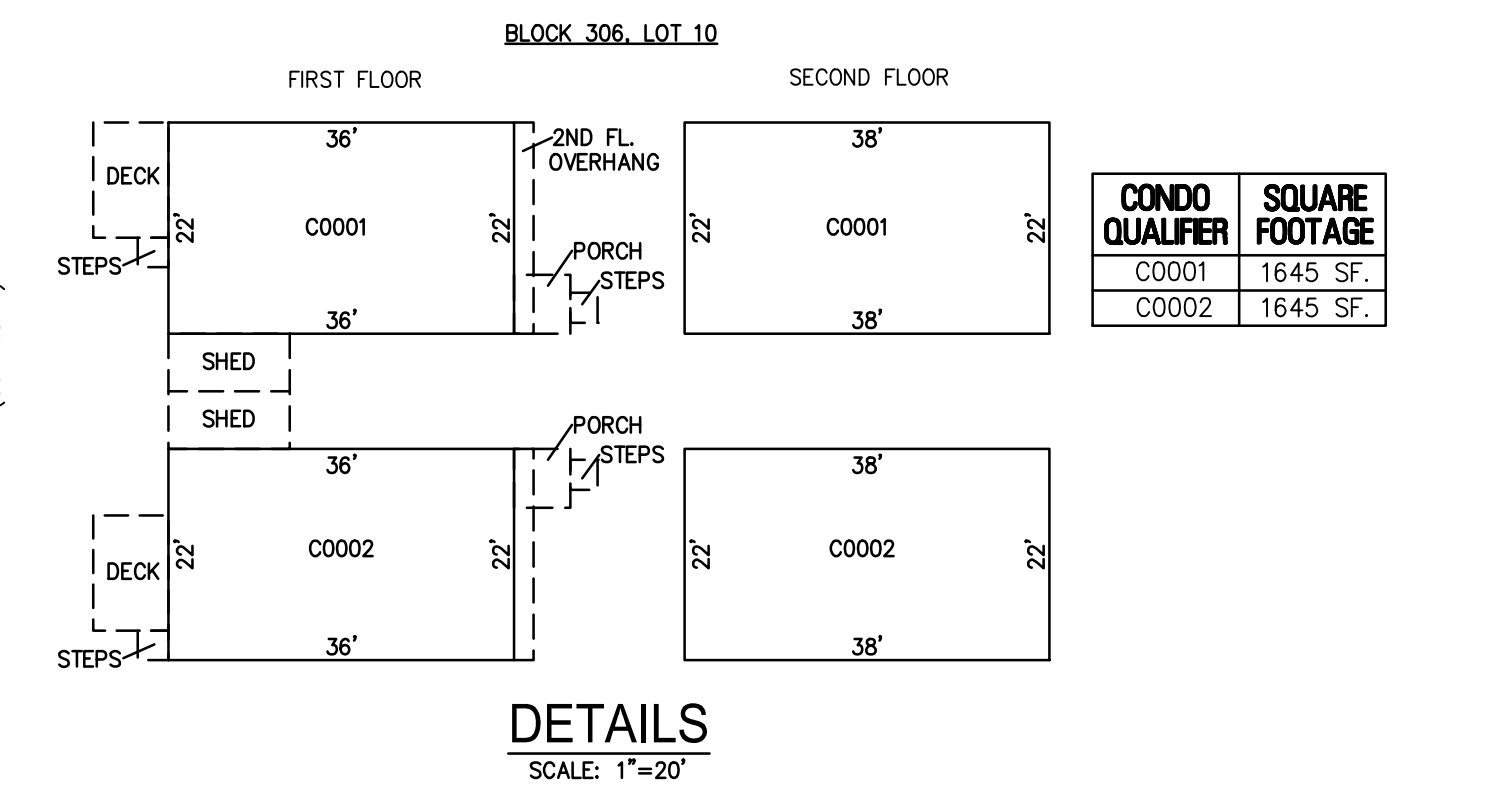 BLOCK 306, LOT 10
FIRST FLOOR
SECOND FLOOR
36'
2ND FL.
OVERHANG
DECK
22'
C0001
22'
STEPS
PORCH
STEPS
36'
38'
22'
C0001
22'
38'
CONDO QUALIFIER SQUARE FOOTAGE
C0001 1645 SF.
C0002 1645 SF.
SHED
SHED
PORCH
STEPS
36'
22'
C0002
22'
DECK
STEPS
36'
38'
22'
C0002
22'
38'
DETAILS
SCALE: 1"=20'